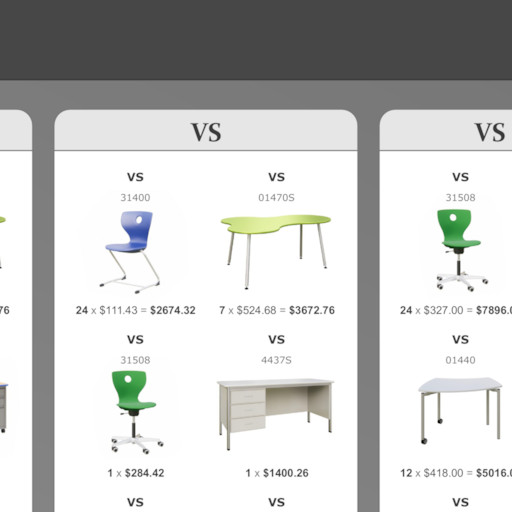 VS
VS
VS VS VS
31400 01470S 31508
76 24 x $111.43 = $2674.32 7 x $524.68 = $3672.76 24 x $327.00 = $7896.0
VS VS VS
31508 4437S 01440
1 x $284.42 1 x $1400.26 12 x $418.00 = $5016.0
VS VS VS